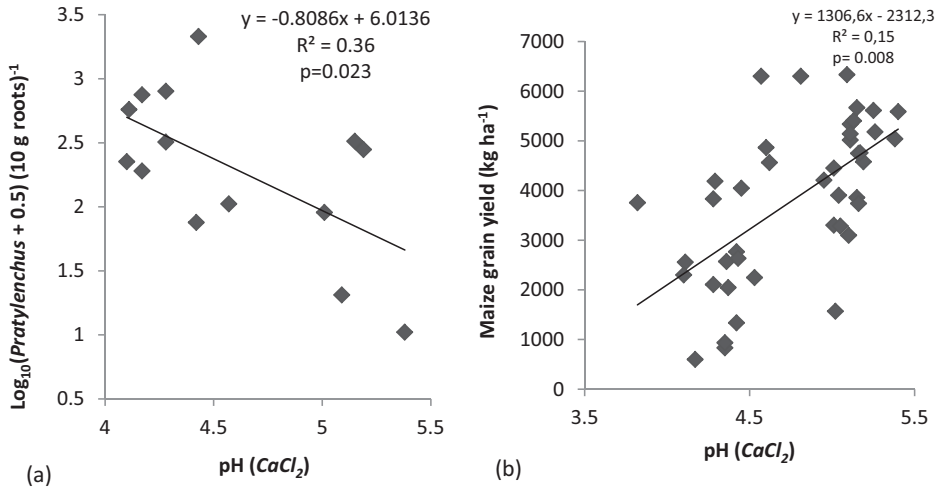 y = -0.8086x + 6.0136
R² = 0.36
p=0.023
3.5
3
2.5
2
1.5
1
0.5
4
4.5
5
5.5
Log₁₀(Pratylenchus + 0.5) (10 g roots)⁻¹
pH (CaCl₂)
(a)
y = 1306,6x - 2312,3
R² = 0,15
p= 0.008
7000
6000
5000
4000
3000
2000
1000
0
3.5
4.5
5.5
Maize grain yield (kg ha⁻¹)
pH (CaCl₂)
(b)